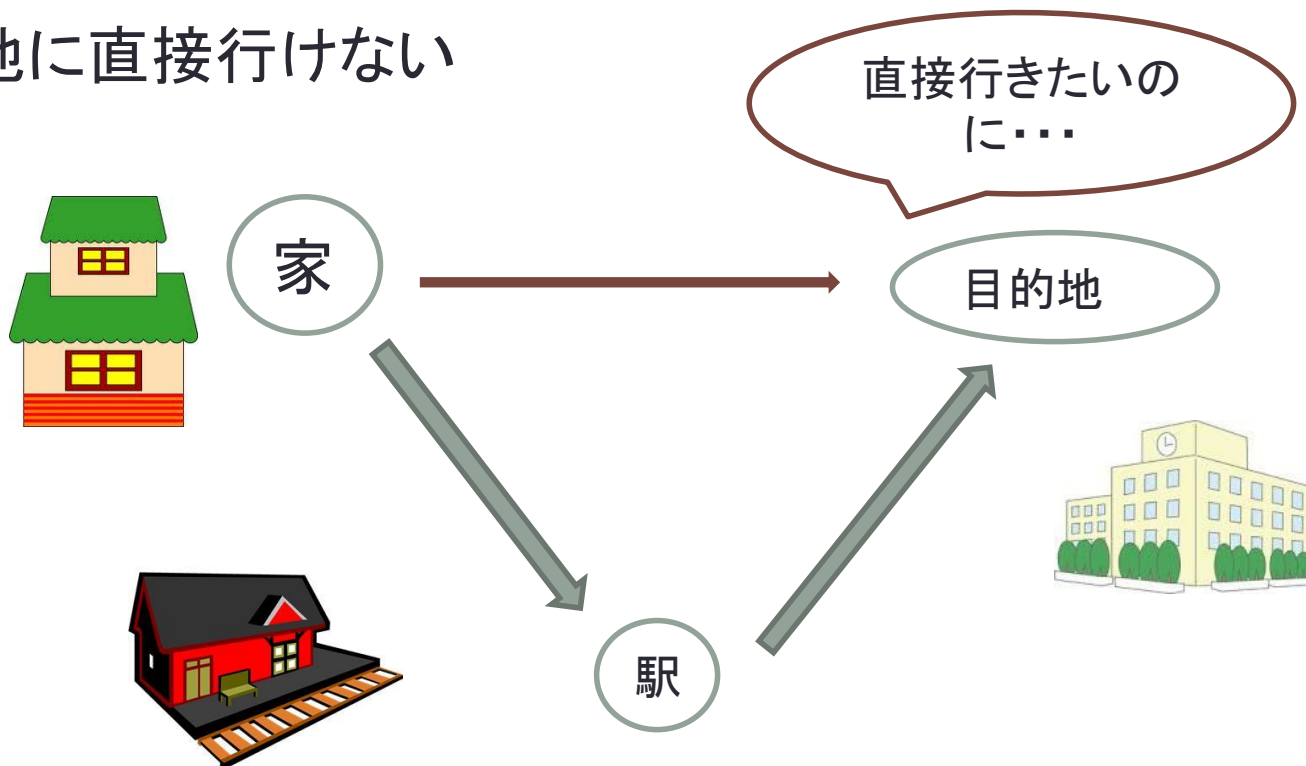 地に直接行けない
直接行きたいの
に・・・
家
目的地
駅